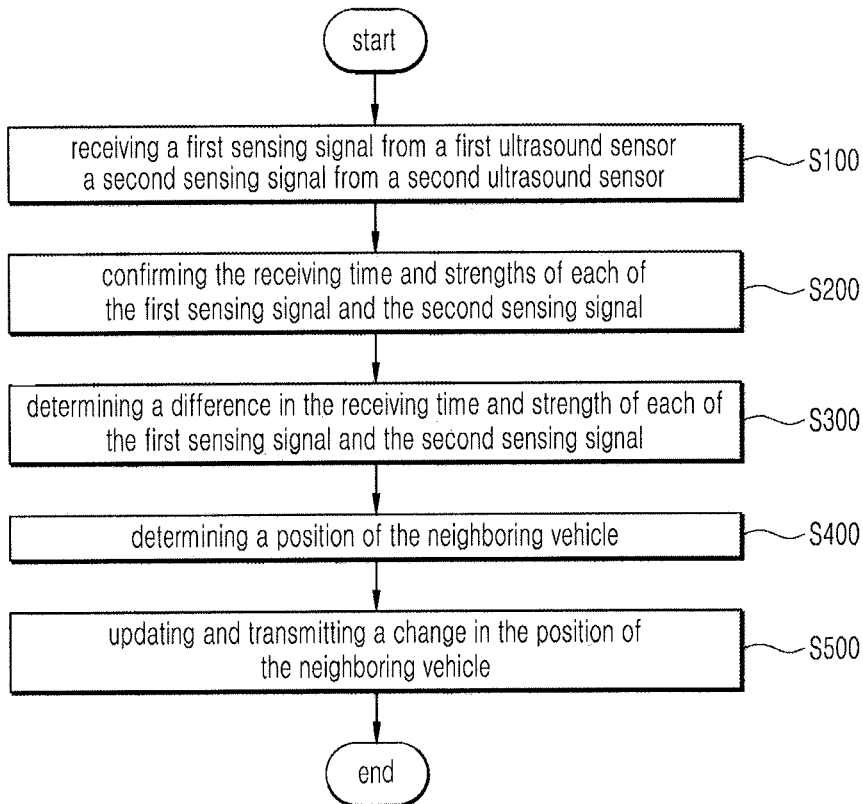 start
receiving a first sensing signal from a first ultrasound sensor
a second sensing signal from a second ultrasound sensor
S100
confirming the receiving time and strengths of each of
the first sensing signal and the second sensing signal
S200
determining a difference in the receiving time and strength of each of
the first sensing signal and the second sensing signal
S300
determining a position of the neighboring vehicle
S400
updating and transmitting a change in the position of
the neighboring vehicle
S500
end